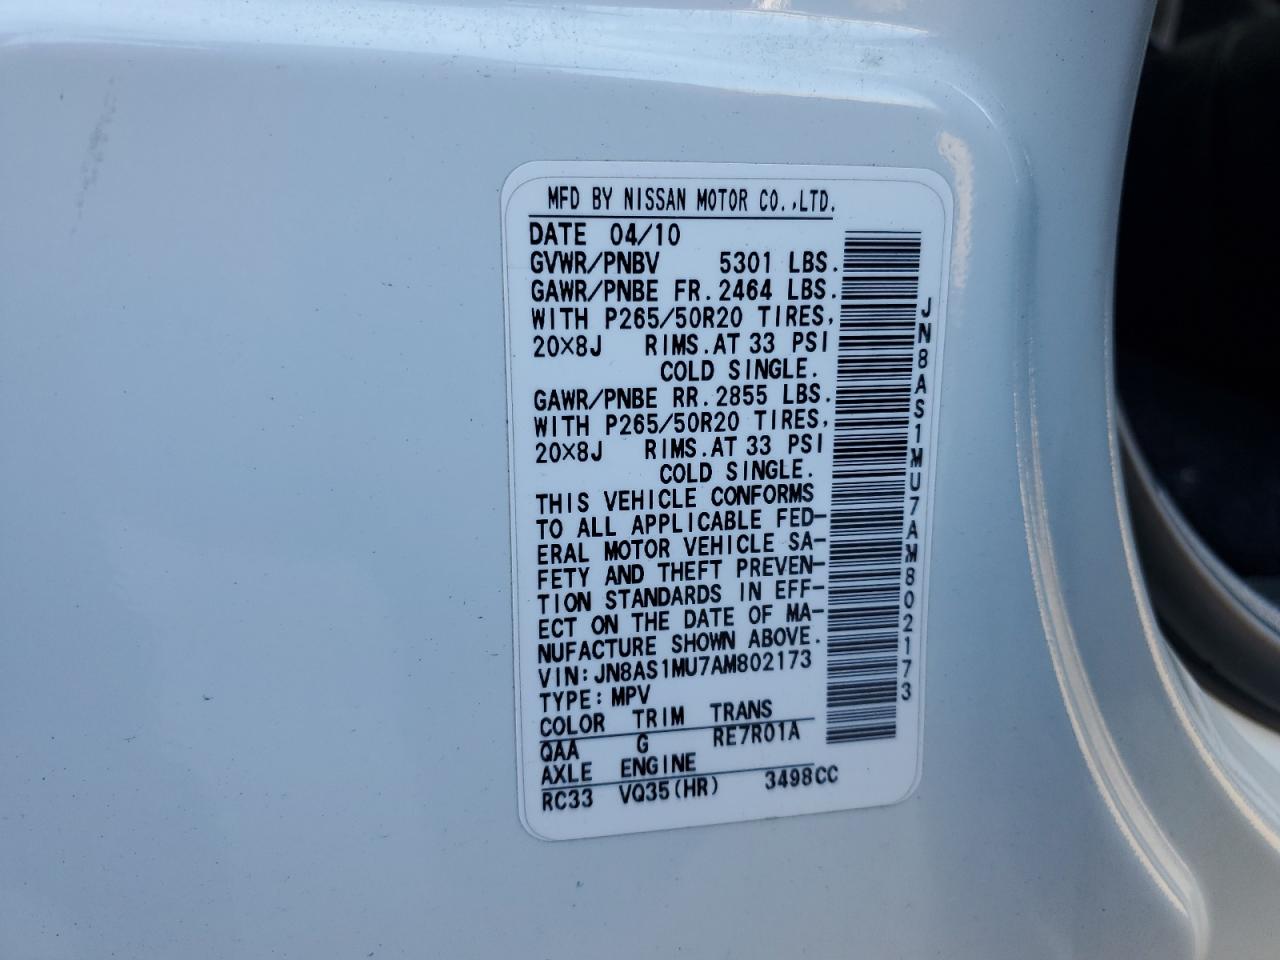 MFD BY NISSAN MOTOR CO.,LTD.
DATE 04/10
GVWR/PNBV 5301 LBS.
GAWR/PNBE FR. 2464 LBS.
WITH P265/50R20 TIRES,
20X8J RIMS. AT 33 PSI
COLD SINGLE.
GAWR/PNBE RR. 2855 LBS.
WITH P265/50R20 TIRES,
20X8J RIMS. AT 33 PSI
COLD SINGLE.
THIS VEHICLE CONFORMS
TO ALL APPLICABLE FED-
ERAL MOTOR VEHICLE SA-
FETY AND THEFT PREVEN-
TION STANDARDS IN EFF-
ECT ON THE DATE OF MA-
NUFACTURE SHOWN ABOVE.
VIN: JN8AS1MU7AM802173
TYPE: MPV
COLOR TRIM TRANS
QAA G RE7R01A
AXLE ENGINE
RC33 VQ35(HR) 3498CC
JN8AS1MU7AM802173